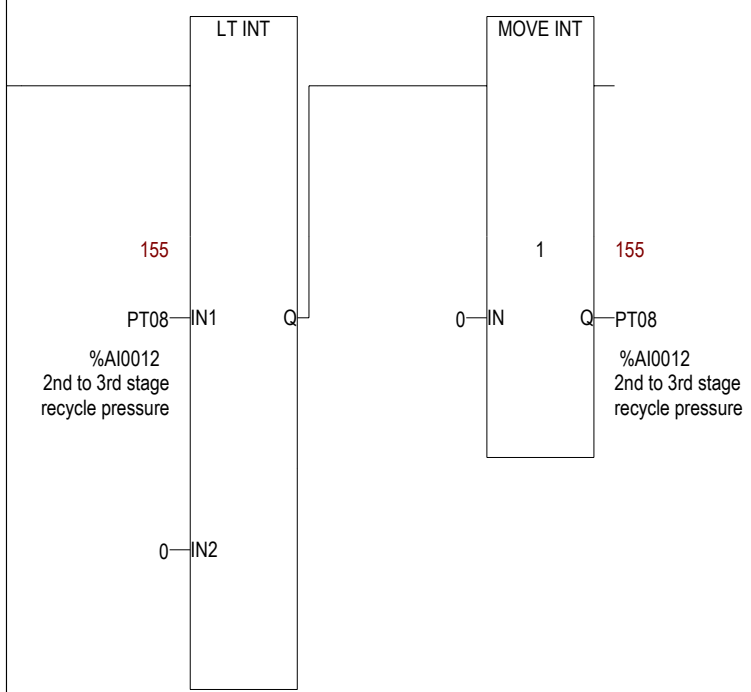 LT INT
MOVE INT
155
1
155
PT08
IN1
Q
0
IN
Q
PT08
%AI0012
2nd to 3rd stage
recycle pressure
%AI0012
2nd to 3rd stage
recycle pressure
0
IN2